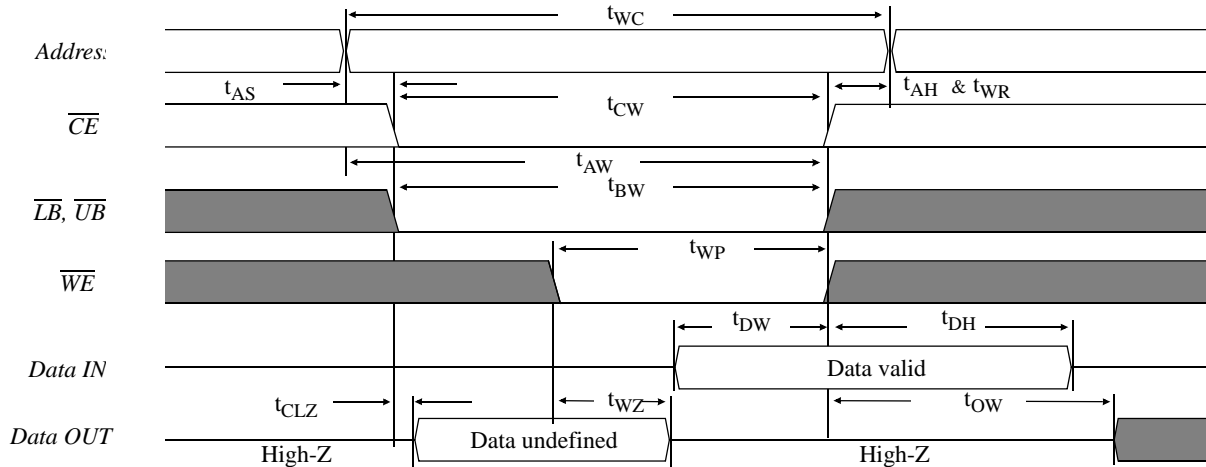 tWC
Address
tAS
tAH & tWR
tCW
CE
tAW
tBW
LB, UB
tWP
WE
tDW
tDH
Data IN
Data valid
tCLZ
tWZ
tOW
Data OUT
Data undefined
High-Z
High-Z